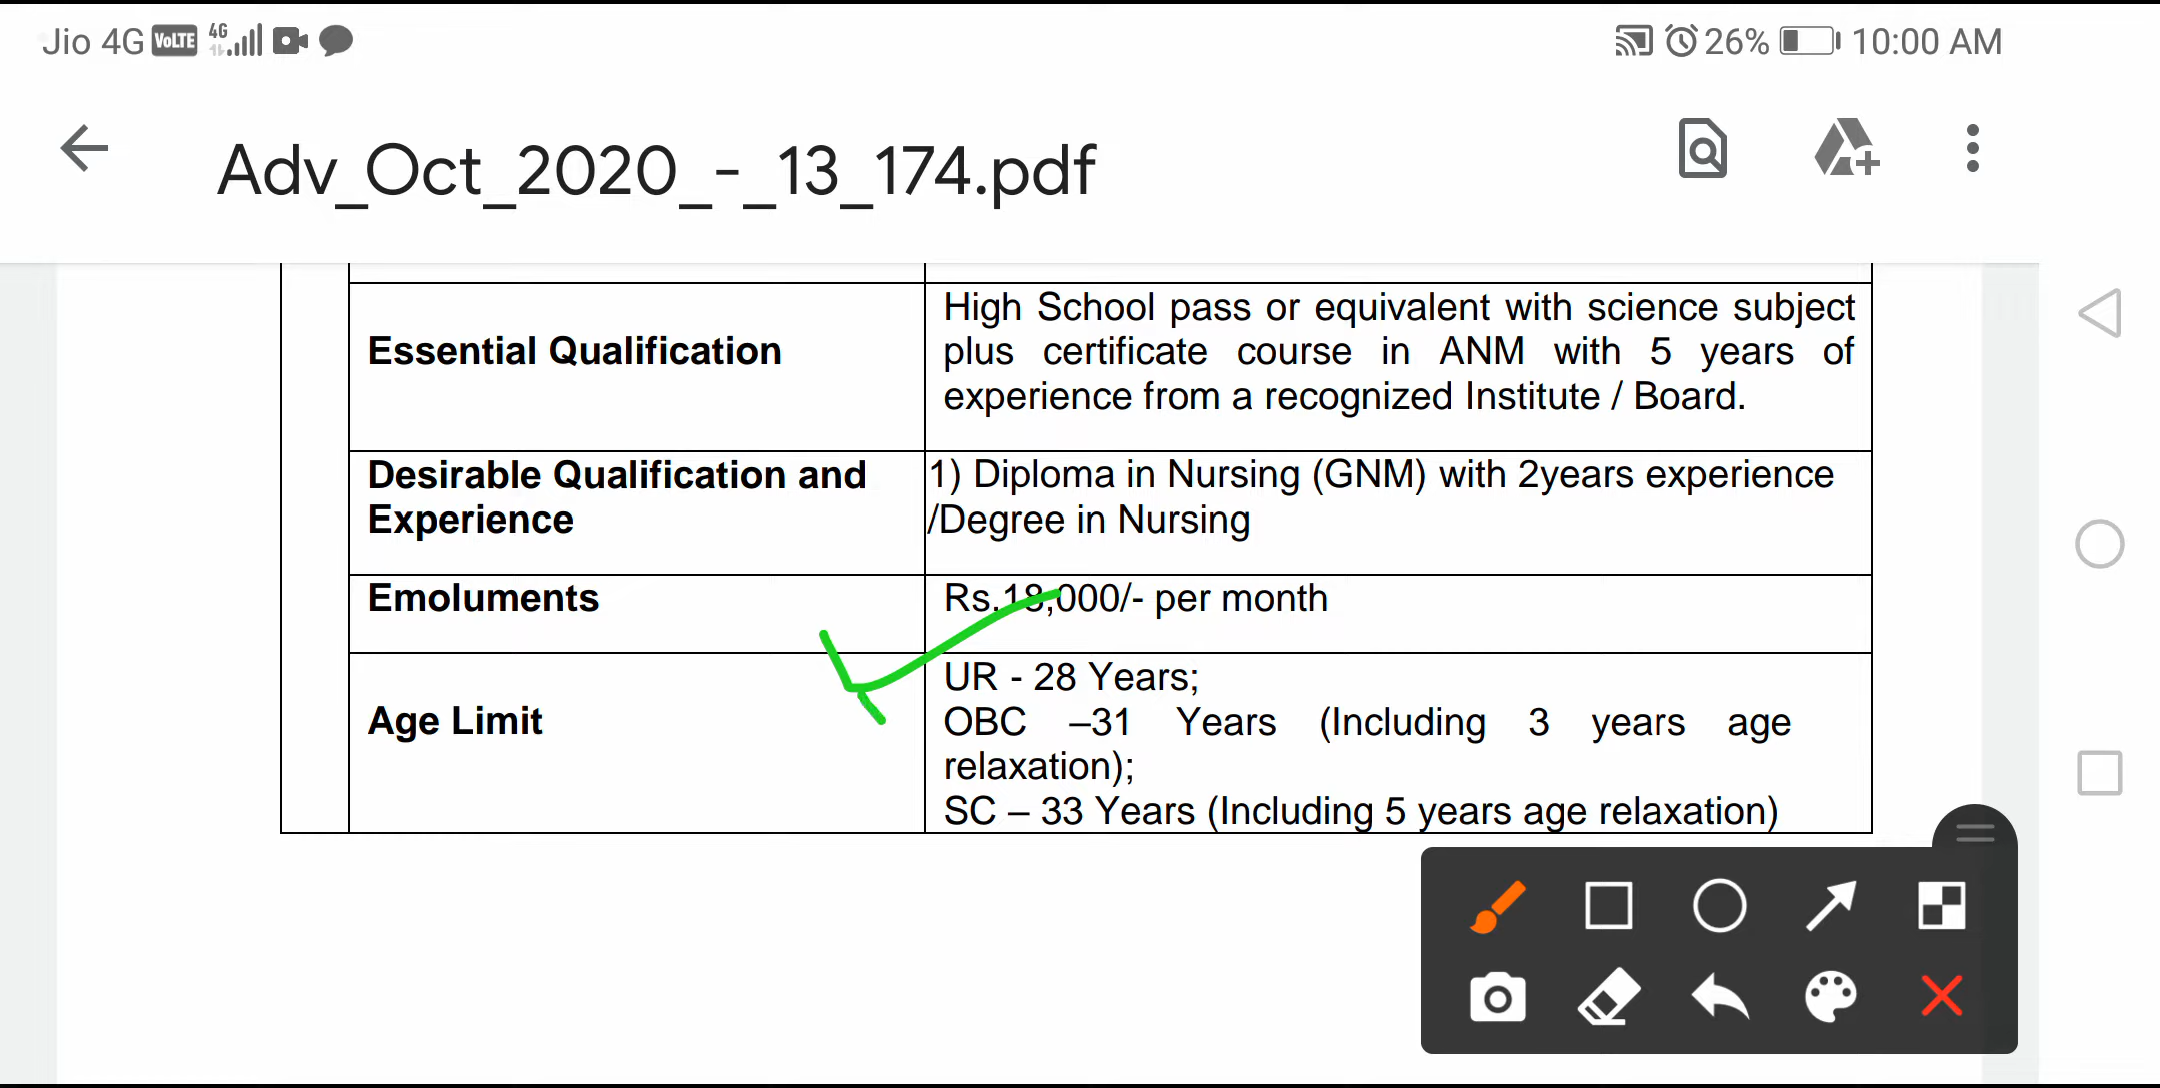 Jio 4G VoLTE 4G 26% 10:00 AM
Adv_Oct_2020_-_13_174.pdf
Essential Qualification
High School pass or equivalent with science subject
plus certificate course in ANM with 5 years of
experience from a recognized Institute / Board.
Desirable Qualification and
Experience
1) Diploma in Nursing (GNM) with 2years experience
/Degree in Nursing
Emoluments
Rs.18,000/- per month
Age Limit
UR - 28 Years;
OBC –31 Years (Including 3 years age
relaxation);
SC – 33 Years (Including 5 years age relaxation)